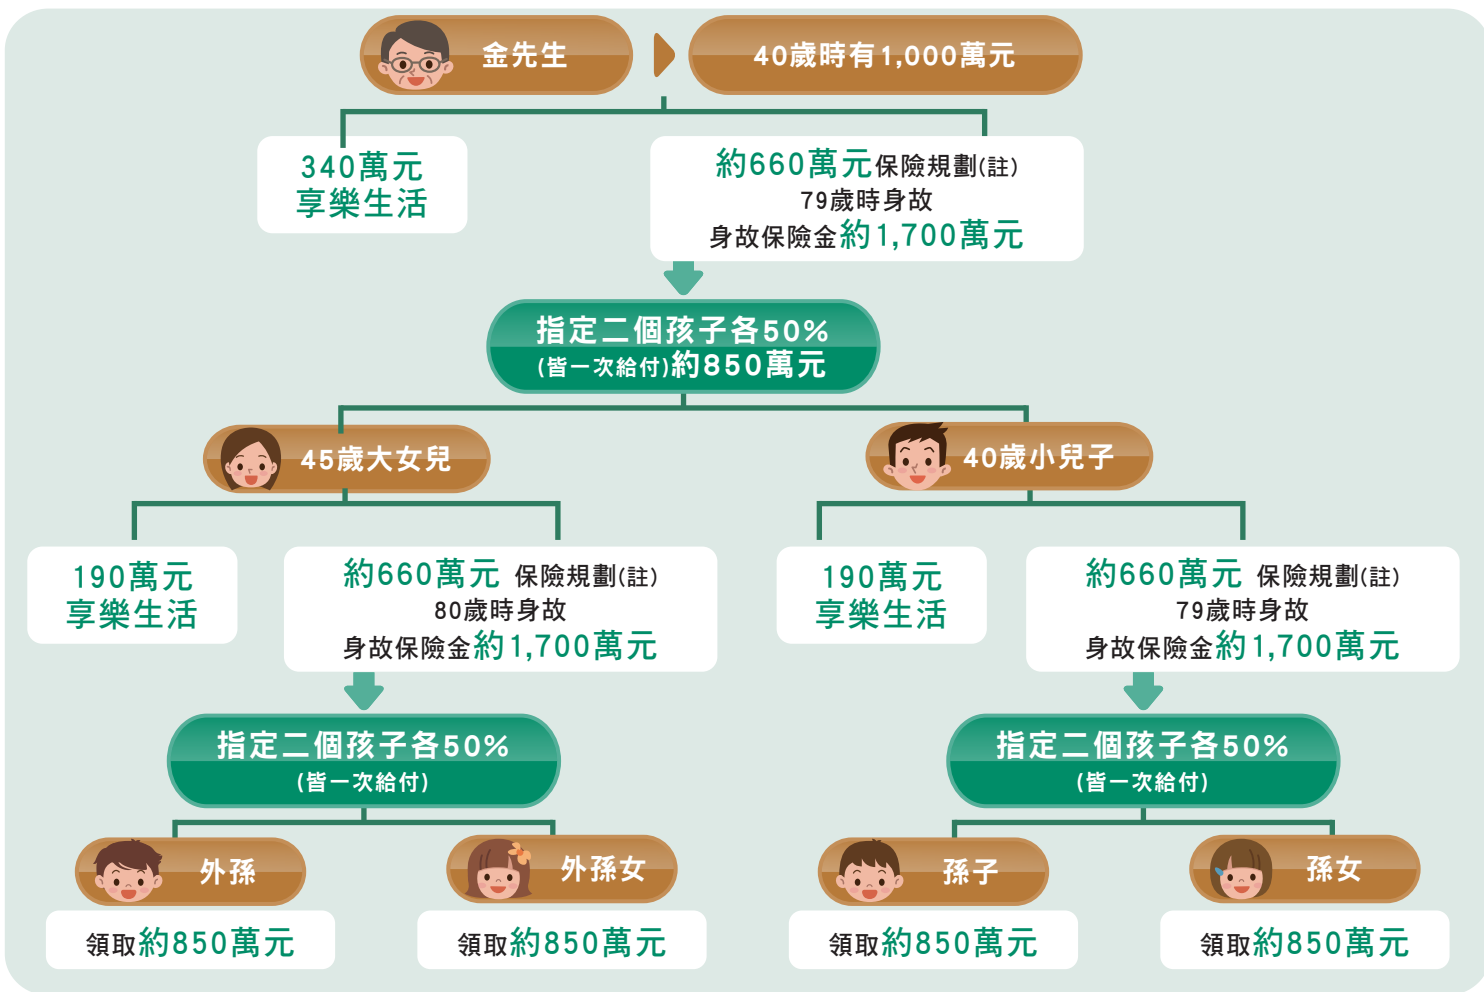 金先生
40歲時有1,000萬元
340萬元
享樂生活
約660萬元保險規劃(註)
79歲時身故
身故保險金約1,700萬元
指定二個孩子各50%
(皆一次給付)約850萬元
45歲大女兒
40歲小兒子
190萬元
享樂生活
約660萬元 保險規劃(註)
80歲時身故
身故保險金約1,700萬元
190萬元
享樂生活
約660萬元 保險規劃(註)
79歲時身故
身故保險金約1,700萬元
指定二個孩子各50%
(皆一次給付)
指定二個孩子各50%
(皆一次給付)
外孫
外孫女
孫子
孫女
領取約850萬元
領取約850萬元
領取約850萬元
領取約850萬元